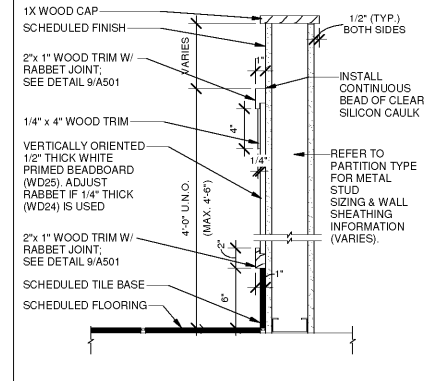 1X WOOD CAP
SCHEDULED FINISH
2"x 1" WOOD TRIM W/
RABBET JOINT;
SEE DETAIL 9/A501
1/4" x 4" WOOD TRIM
VERTICALLY ORIENTED
1/2" THICK WHITE
PRIMED BEADBOARD
(WD25). ADJUST
RABBET IF 1/4" THICK
(WD24) IS USED
2"x 1" WOOD TRIM W/
RABBET JOINT;
SEE DETAIL 9/A501
SCHEDULED TILE BASE
SCHEDULED FLOORING
VARIES
4'-0" U.N.O.
(MAX. 4'-6")
1"
4"
1/4"
2"
1"
6"
1/2" (TYP.)
BOTH SIDES
INSTALL
CONTINUOUS
BEAD OF CLEAR
SILICON CAULK
REFER TO
PARTITION TYPE
FOR METAL
STUD
SIZING & WALL
SHEATHING
INFORMATION
(VARIES).